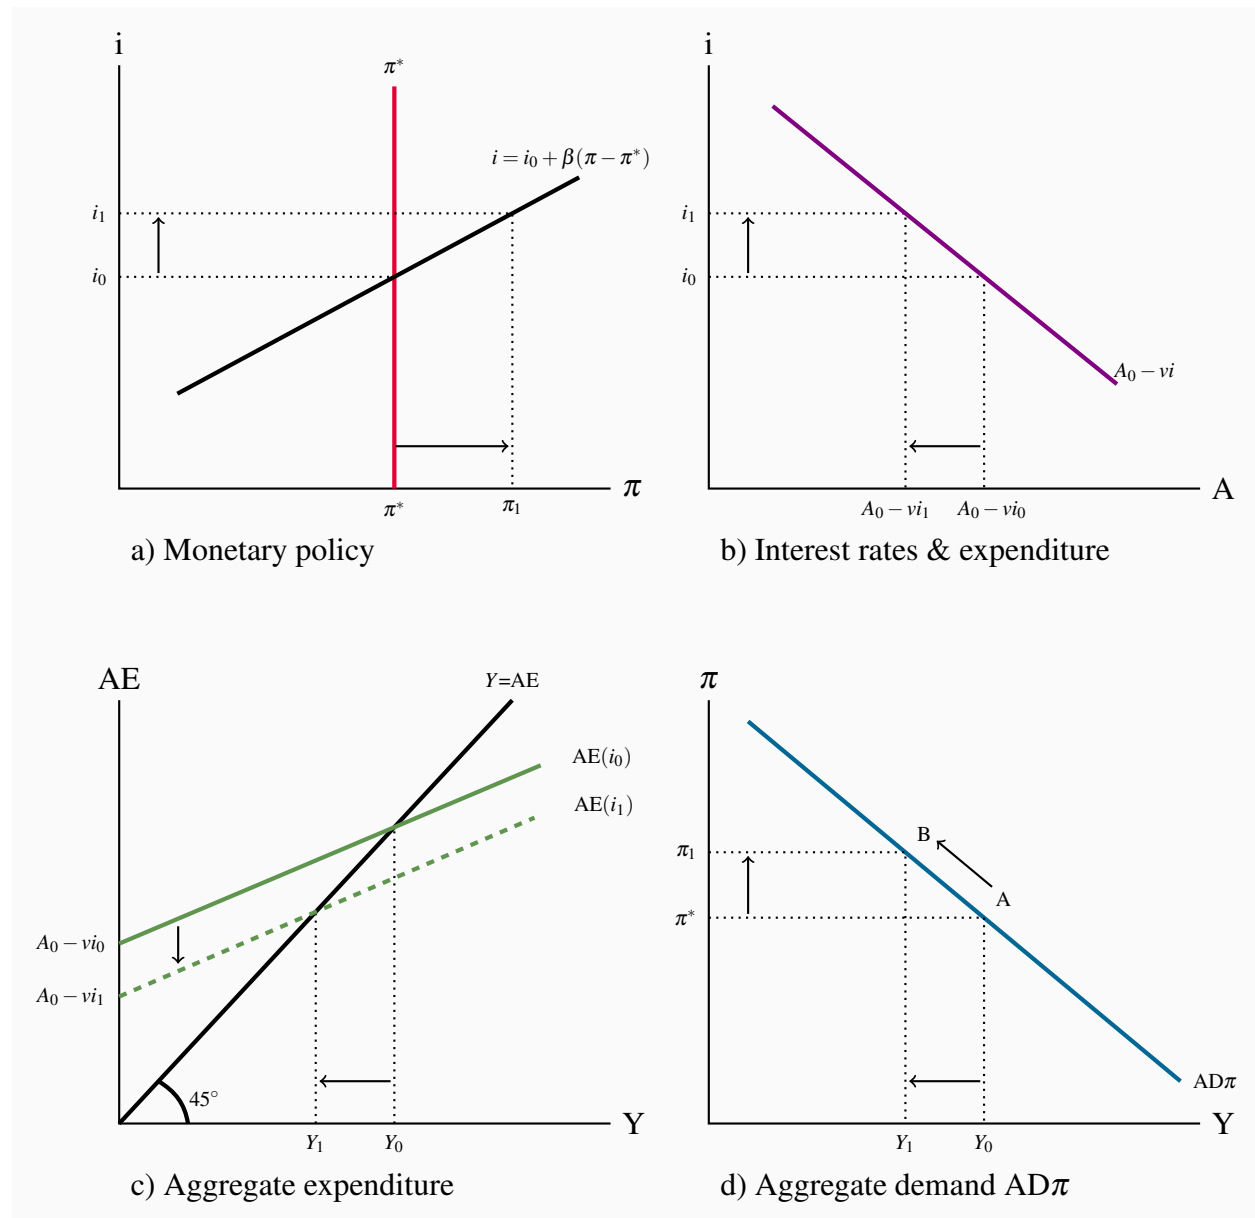 i
π*
i = i₀ + β(π − π*)
i₁
i₀
π
π*
π₁
a) Monetary policy
i
i₁
i₀
A₀ − vi
A
A₀ − vi₁
A₀ − vi₀
b) Interest rates & expenditure
AE
Y=AE
AE(i₀)
AE(i₁)
A₀ − vi₀
A₀ − vi₁
45°
Y
Y₁
Y₀
c) Aggregate expenditure
π
B
π₁
A
π*
ADπ
Y
Y₁
Y₀
d) Aggregate demand ADπ